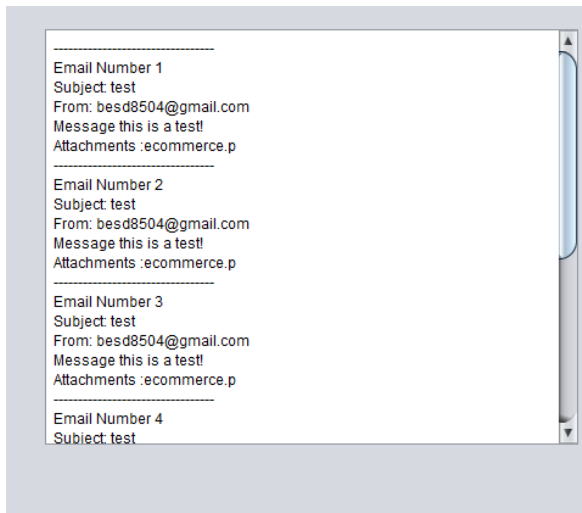 ---------------------------------
Email Number 1
Subject: test
From: besd8504@gmail.com
Message this is a test!
Attachments :ecommerce.p
---------------------------------
Email Number 2
Subject: test
From: besd8504@gmail.com
Message this is a test!
Attachments :ecommerce.p
---------------------------------
Email Number 3
Subject: test
From: besd8504@gmail.com
Message this is a test!
Attachments :ecommerce.p
---------------------------------
Email Number 4
Subject: test